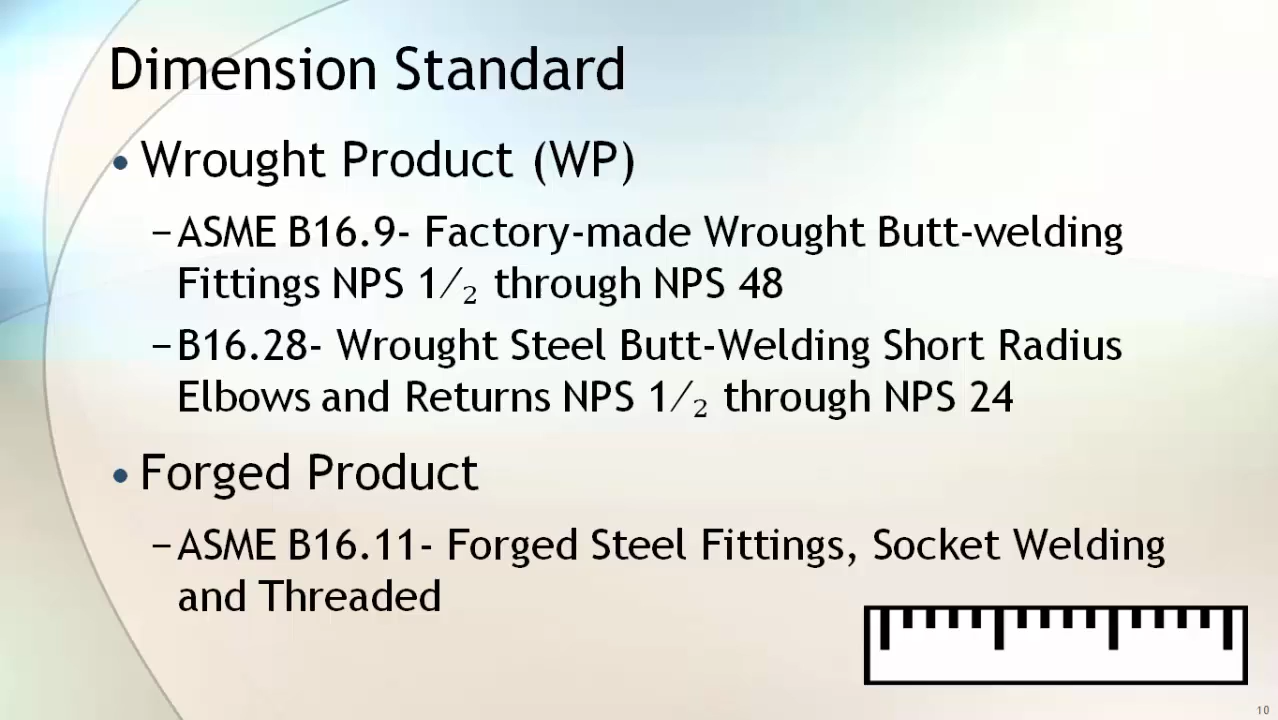 Dimension Standard
• Wrought Product (WP)
–ASME B16.9- Factory-made Wrought Butt-welding
Fittings NPS 1⁄₂ through NPS 48
–B16.28- Wrought Steel Butt-Welding Short Radius
Elbows and Returns NPS 1⁄₂ through NPS 24
• Forged Product
–ASME B16.11- Forged Steel Fittings, Socket Welding
and Threaded
10